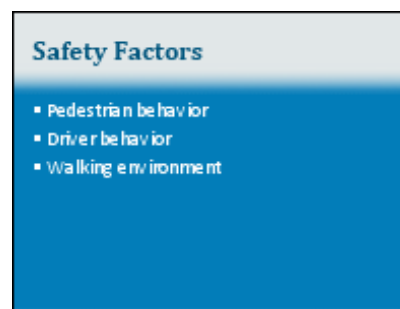 Safety Factors
▪ Pedestrian behavior
▪ Driver behavior
▪ Walking environment